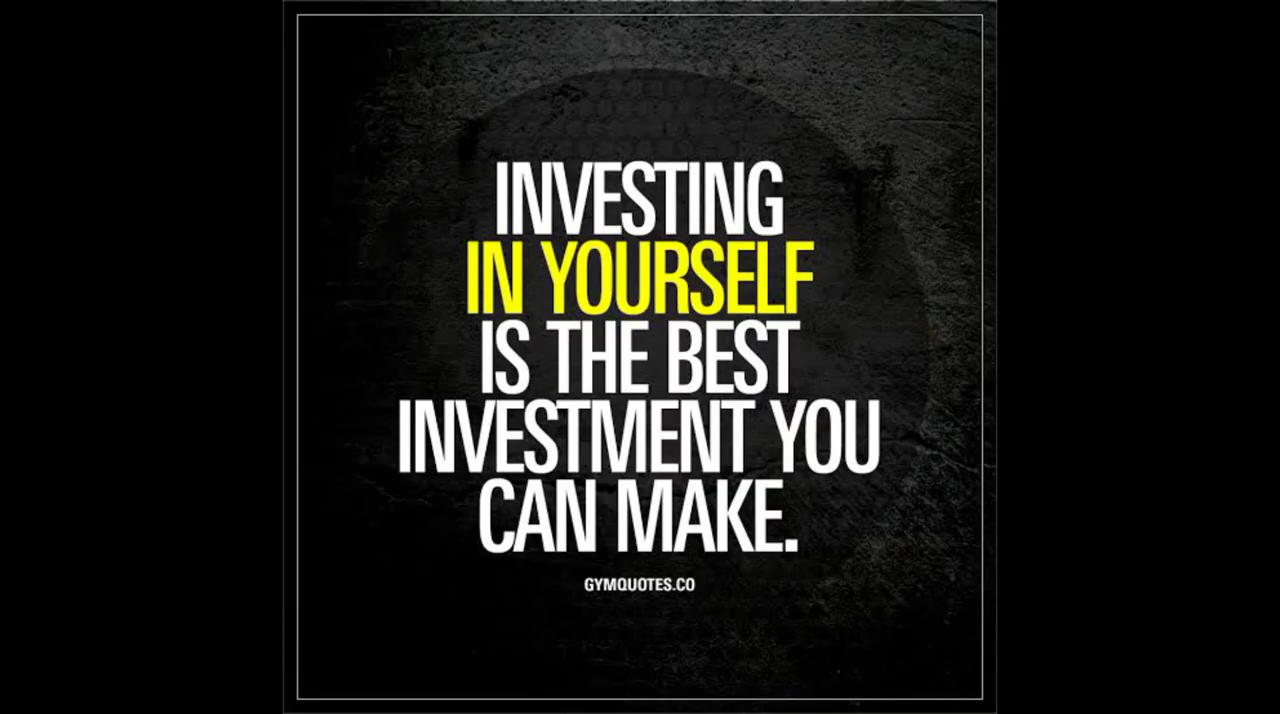 INVESTING
IN YOURSELF
IS THE BEST
INVESTMENT YOU
CAN MAKE.
GYMQUOTES.CO